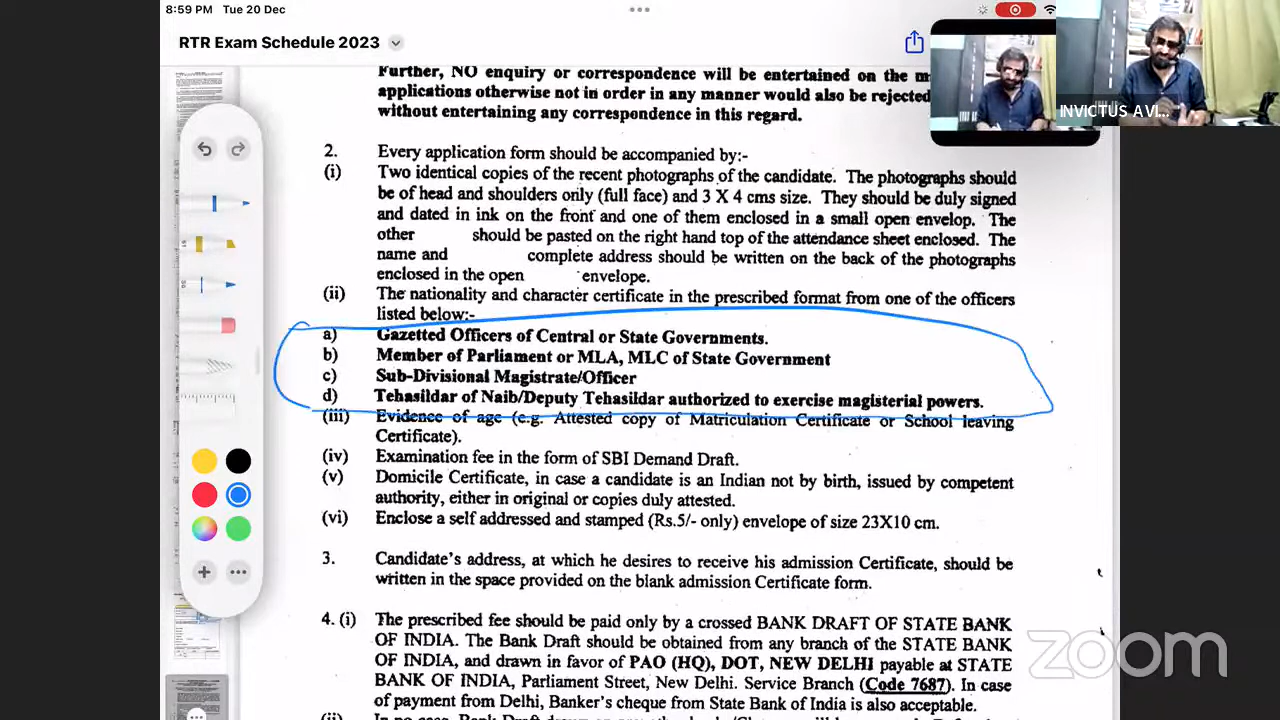 8:59 PM Tue 20 Dec
RTR Exam Schedule 2023
INVICTUS AVI...
Further, NO enquiry or correspondence will be entertained on the
applications otherwise not in order in any manner would also be rejected
without entertaining any correspondence in this regard.
2. Every application form should be accompanied by:-
(i) Two identical copies of the recent photographs of the candidate. The photographs should
be of head and shoulders only (full face) and 3 X 4 cms size. They should be duly signed
and dated in ink on the front and one of them enclosed in a small open envelop. The
other should be pasted on the right hand top of the attendance sheet enclosed. The
name and complete address should be written on the back of the photographs
enclosed in the open envelope.
(ii) The nationality and character certificate in the prescribed format from one of the officers
listed below:-
a) Gazetted Officers of Central or State Governments.
b) Member of Parliament or MLA, MLC of State Government
c) Sub-Divisional Magistrate/Officer
d) Tehasildar of Naib/Deputy Tehasildar authorized to exercise magisterial powers.
(iii) Evidence of age (e.g. Attested copy of Matriculation Certificate or School leaving
Certificate).
(iv) Examination fee in the form of SBI Demand Draft.
(v) Domicile Certificate, in case a candidate is an Indian not by birth, issued by competent
authority, either in original or copies duly attested.
(vi) Enclose a self addressed and stamped (Rs.5/- only) envelope of size 23X10 cm.
3. Candidate's address, at which he desires to receive his admission Certificate, should be
written in the space provided on the blank admission Certificate form.
4. (i) The prescribed fee should be paid only by a crossed BANK DRAFT OF STATE BANK
OF INDIA. The Bank Draft should be obtained from any branch of the STATE BANK
OF INDIA, and drawn in favor of PAO (HQ), DOT, NEW DELHI payable at STATE
BANK OF INDIA, Parliament Street, New Delhi. Service Branch (Code 7687). In case
of payment from Delhi, Banker's cheque from State Bank of India is also acceptable.
zoom